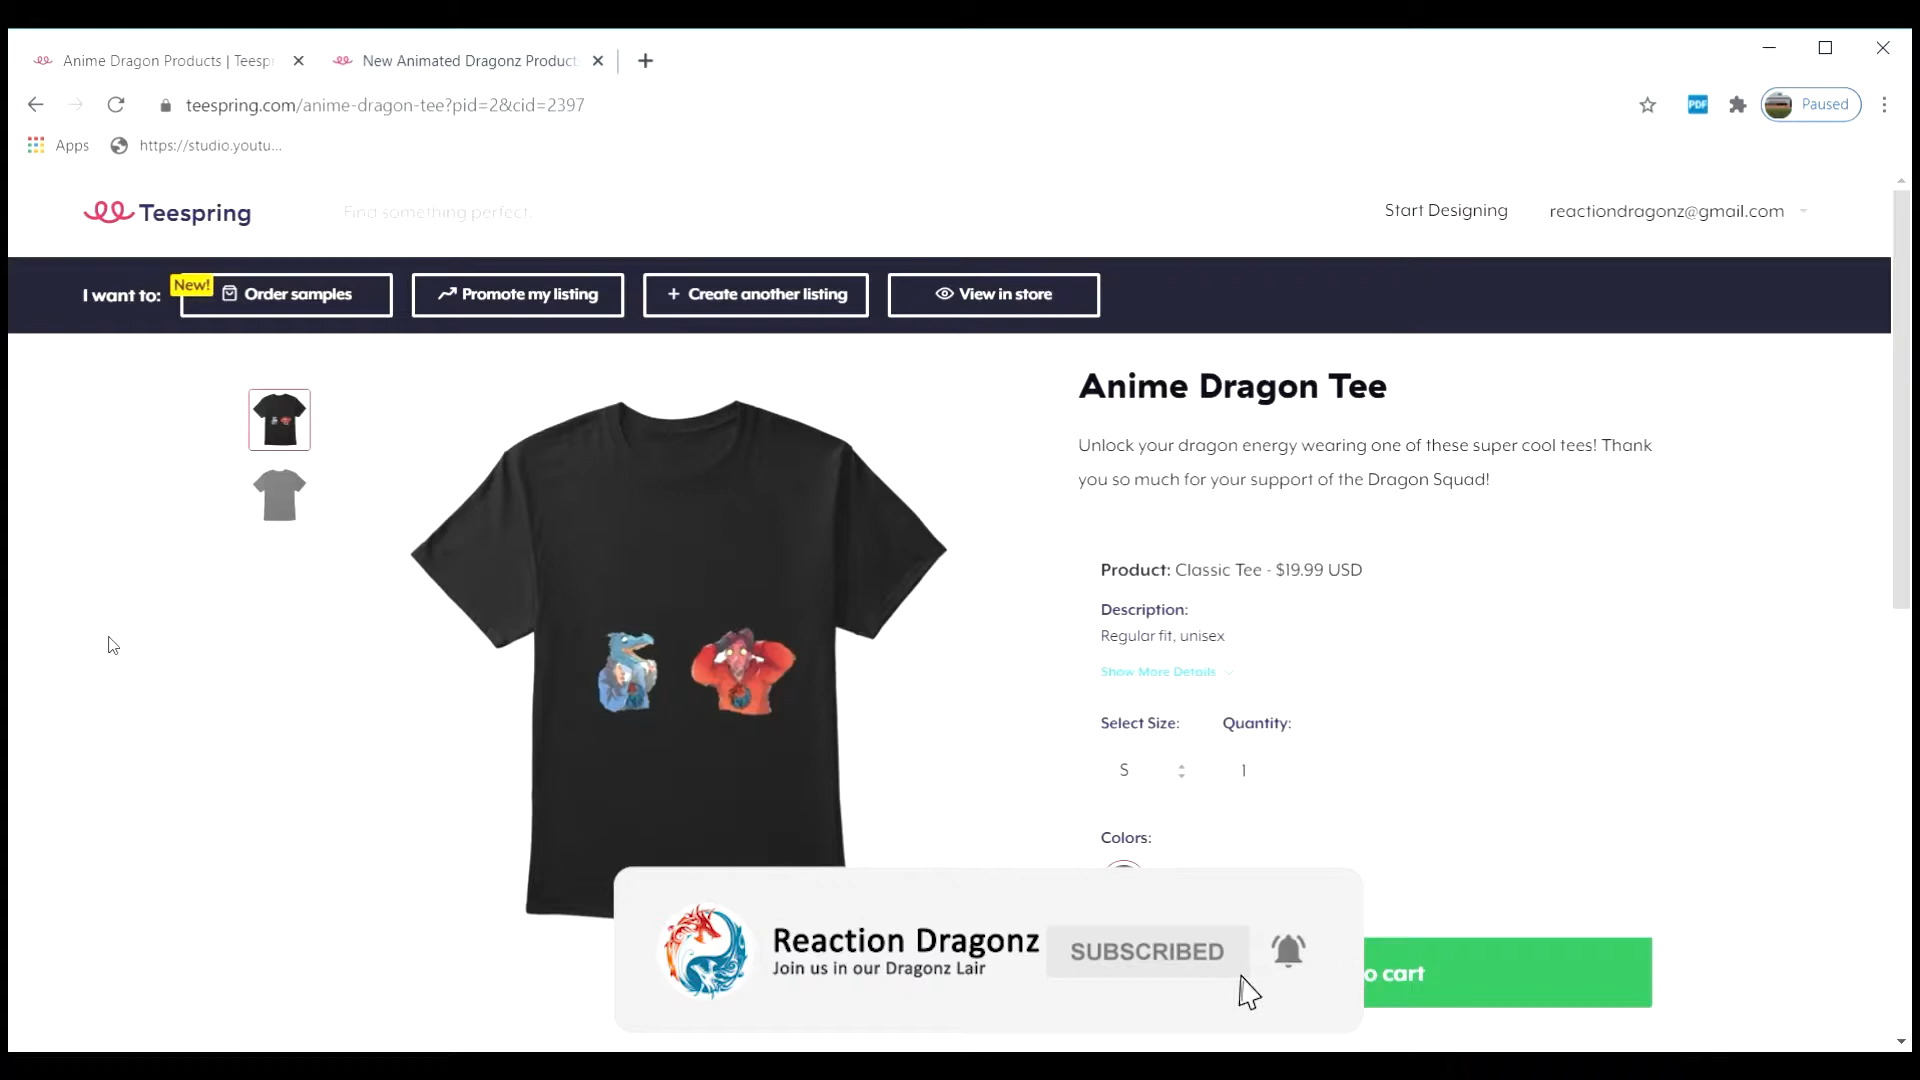 Anime Dragon Products | Teespr
New Animated Dragonz Product
teespring.com/anime-dragon-tee?pid=2&cid=2397
PDF
Paused
Apps
https://studio.youtu...
Teespring
Find something perfect.
Start Designing
reactiondragonz@gmail.com
I want to:
New!
Order samples
Promote my listing
+ Create another listing
View in store
Anime Dragon Tee
Unlock your dragon energy wearing one of these super cool tees! Thank
you so much for your support of the Dragon Squad!
Product: Classic Tee - $19.99 USD
Description:
Regular fit, unisex
Show More Details
Select Size:
Quantity:
S
1
Colors:
Reaction Dragonz
Join us in our Dragonz Lair
SUBSCRIBED
o cart